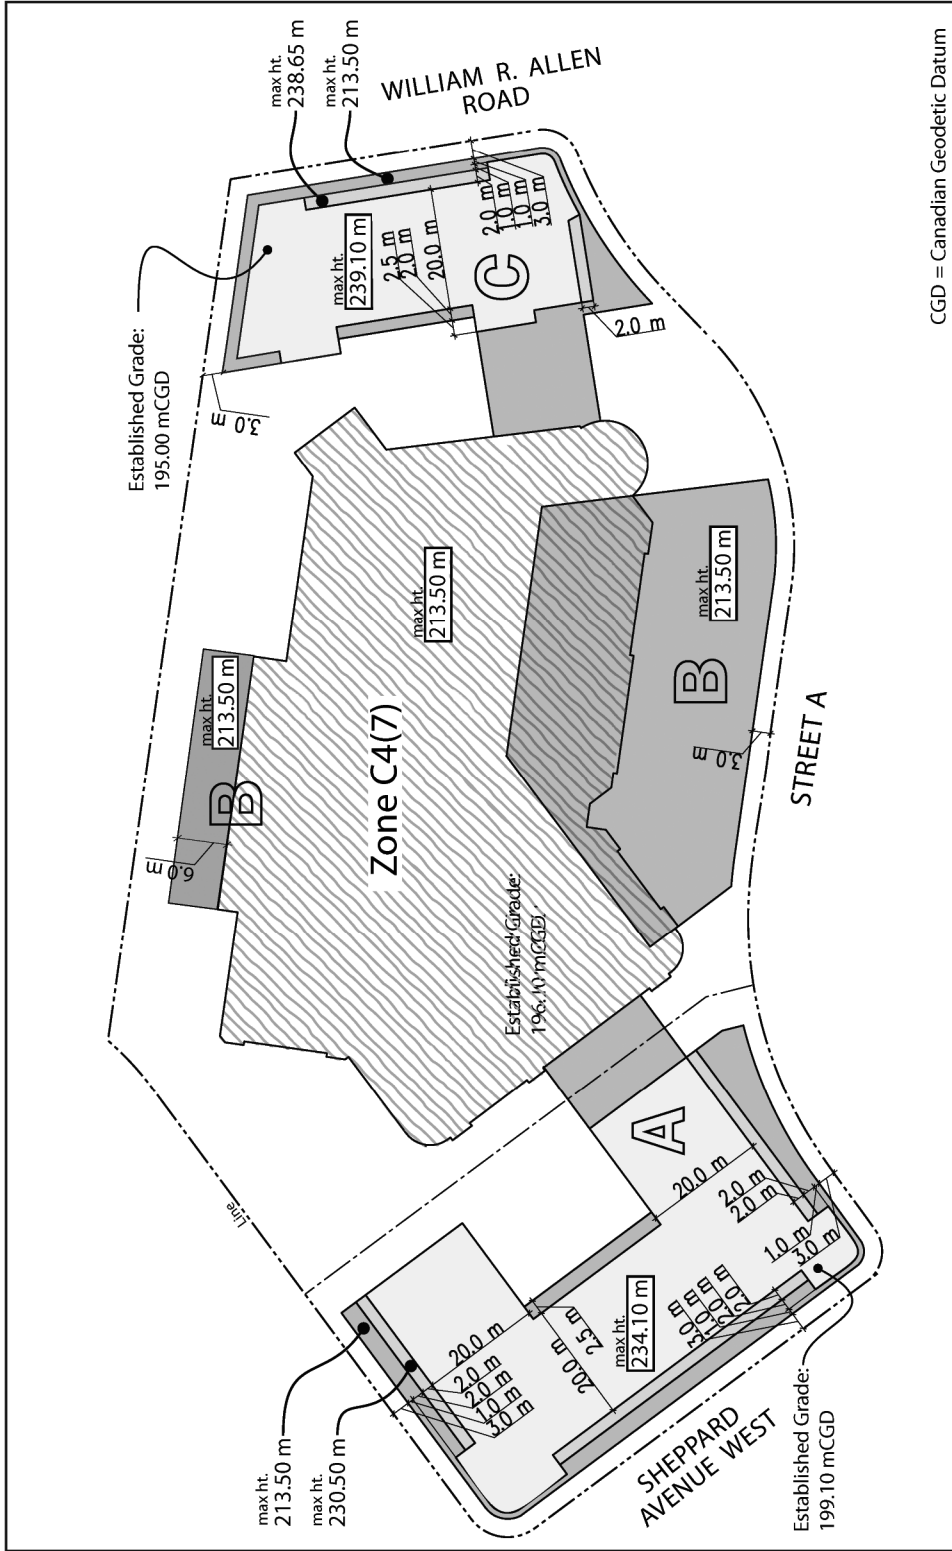 max ht.
238.65 m
max ht.
213.50 m
WILLIAM R. ALLEN
ROAD
CGD = Canadian Geodetic Datum
Established Grade:
195.00 mCGD
3.0 m
max ht.
239.10 m
2.5 m
2.0 m
20.0 m
2.0 m
1.0 m
1.0 m
3.0 m
C
2.0 m
max ht.
213.50 m
B
6.0 m
max ht.
213.50 m
Zone C4(7)
Established Grade:
196.10 mCGD
max ht.
213.50 m
B
3.0 m
STREET A
Line
A
20.0 m
2.0 m
2.0 m
1.0 m
3.0 m
max ht.
213.50 m
max ht.
230.50 m
20.0 m
2.0 m
2.0 m
1.0 m
3.0 m
2.5 m
20.0 m
max ht.
234.10 m
3.0 m
1.0 m
2.0 m
2.0 m
SHEPPARD
AVENUE WEST
Established Grade:
199.10 mCGD